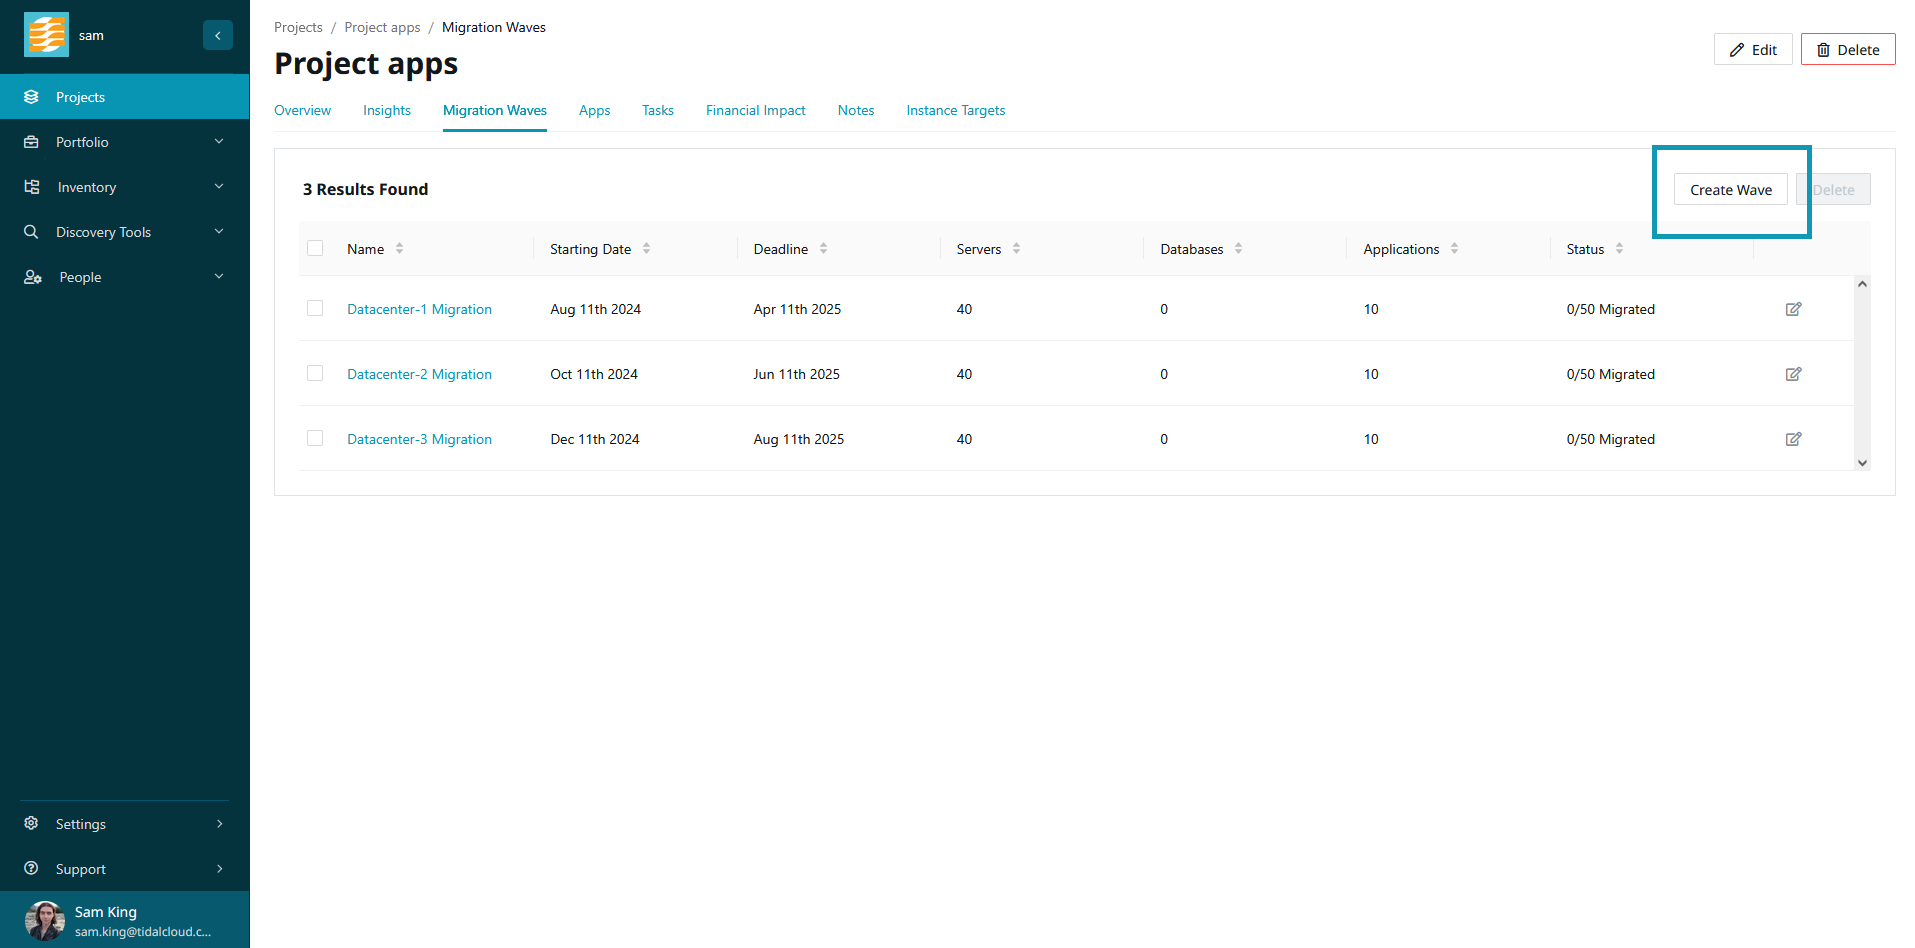 sam
Projects
Portfolio
Inventory
Discovery Tools
People
Settings
Support
Sam King
sam.king@tidalcloud.c...
Projects / Project apps / Migration Waves
Project apps
Edit
Delete
Overview Insights Migration Waves Apps Tasks Financial Impact Notes Instance Targets
3 Results Found
Create Wave
Delete
Name Starting Date Deadline Servers Databases Applications Status
Datacenter-1 Migration Aug 11th 2024 Apr 11th 2025 40 0 10 0/50 Migrated
Datacenter-2 Migration Oct 11th 2024 Jun 11th 2025 40 0 10 0/50 Migrated
Datacenter-3 Migration Dec 11th 2024 Aug 11th 2025 40 0 10 0/50 Migrated